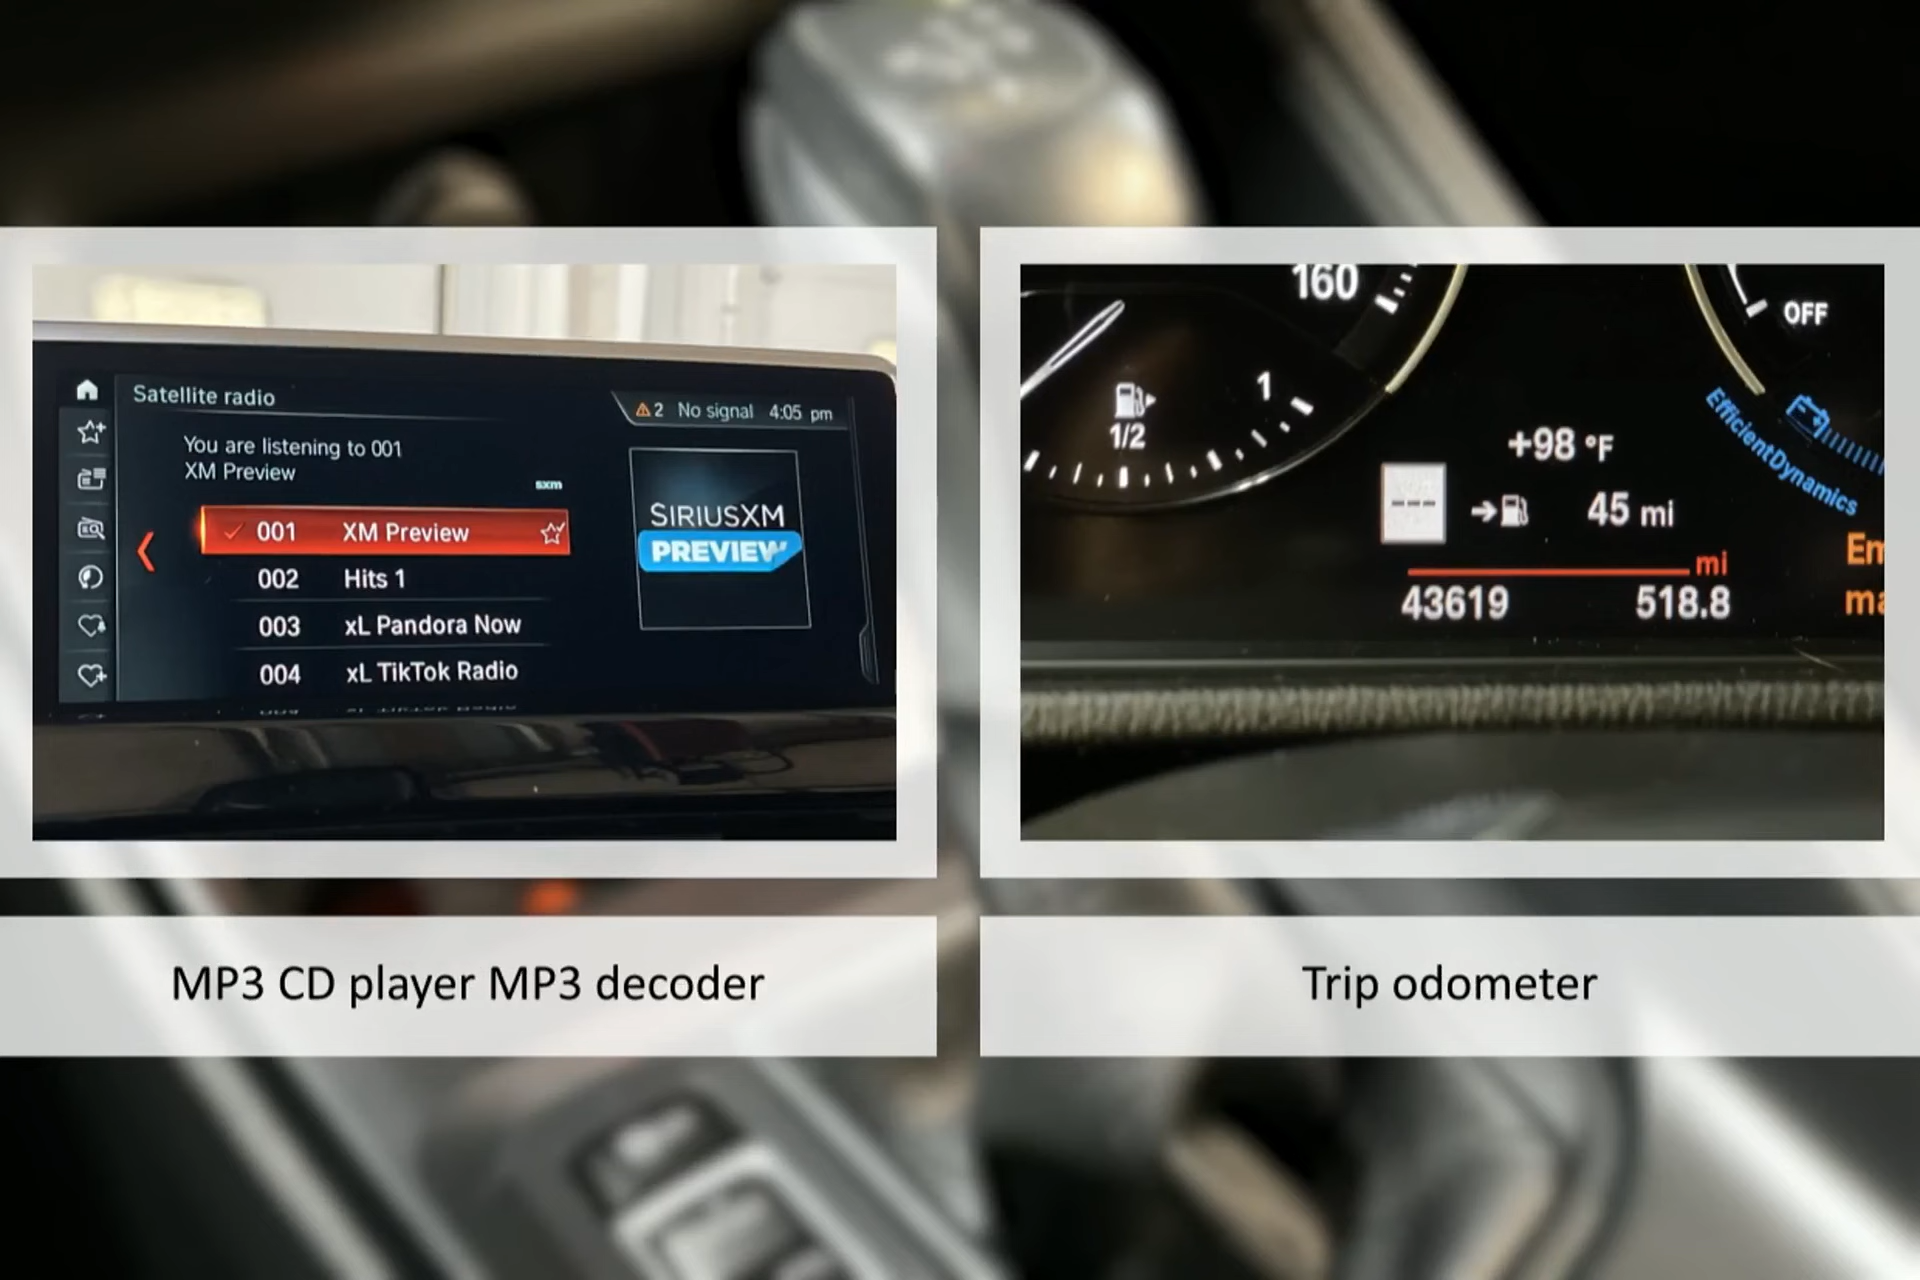 Satellite radio
2 No signal 4:05 pm
You are listening to 001
XM Preview
sxm
001 XM Preview
002 Hits 1
003 xL Pandora Now
004 xL TikTok Radio
SIRIUSXM
PREVIEW
160
1/2
1
OFF
EfficientDynamics
+98 °F
--- 45 mi
mi
43619 518.8
Em
ma
MP3 CD player MP3 decoder
Trip odometer